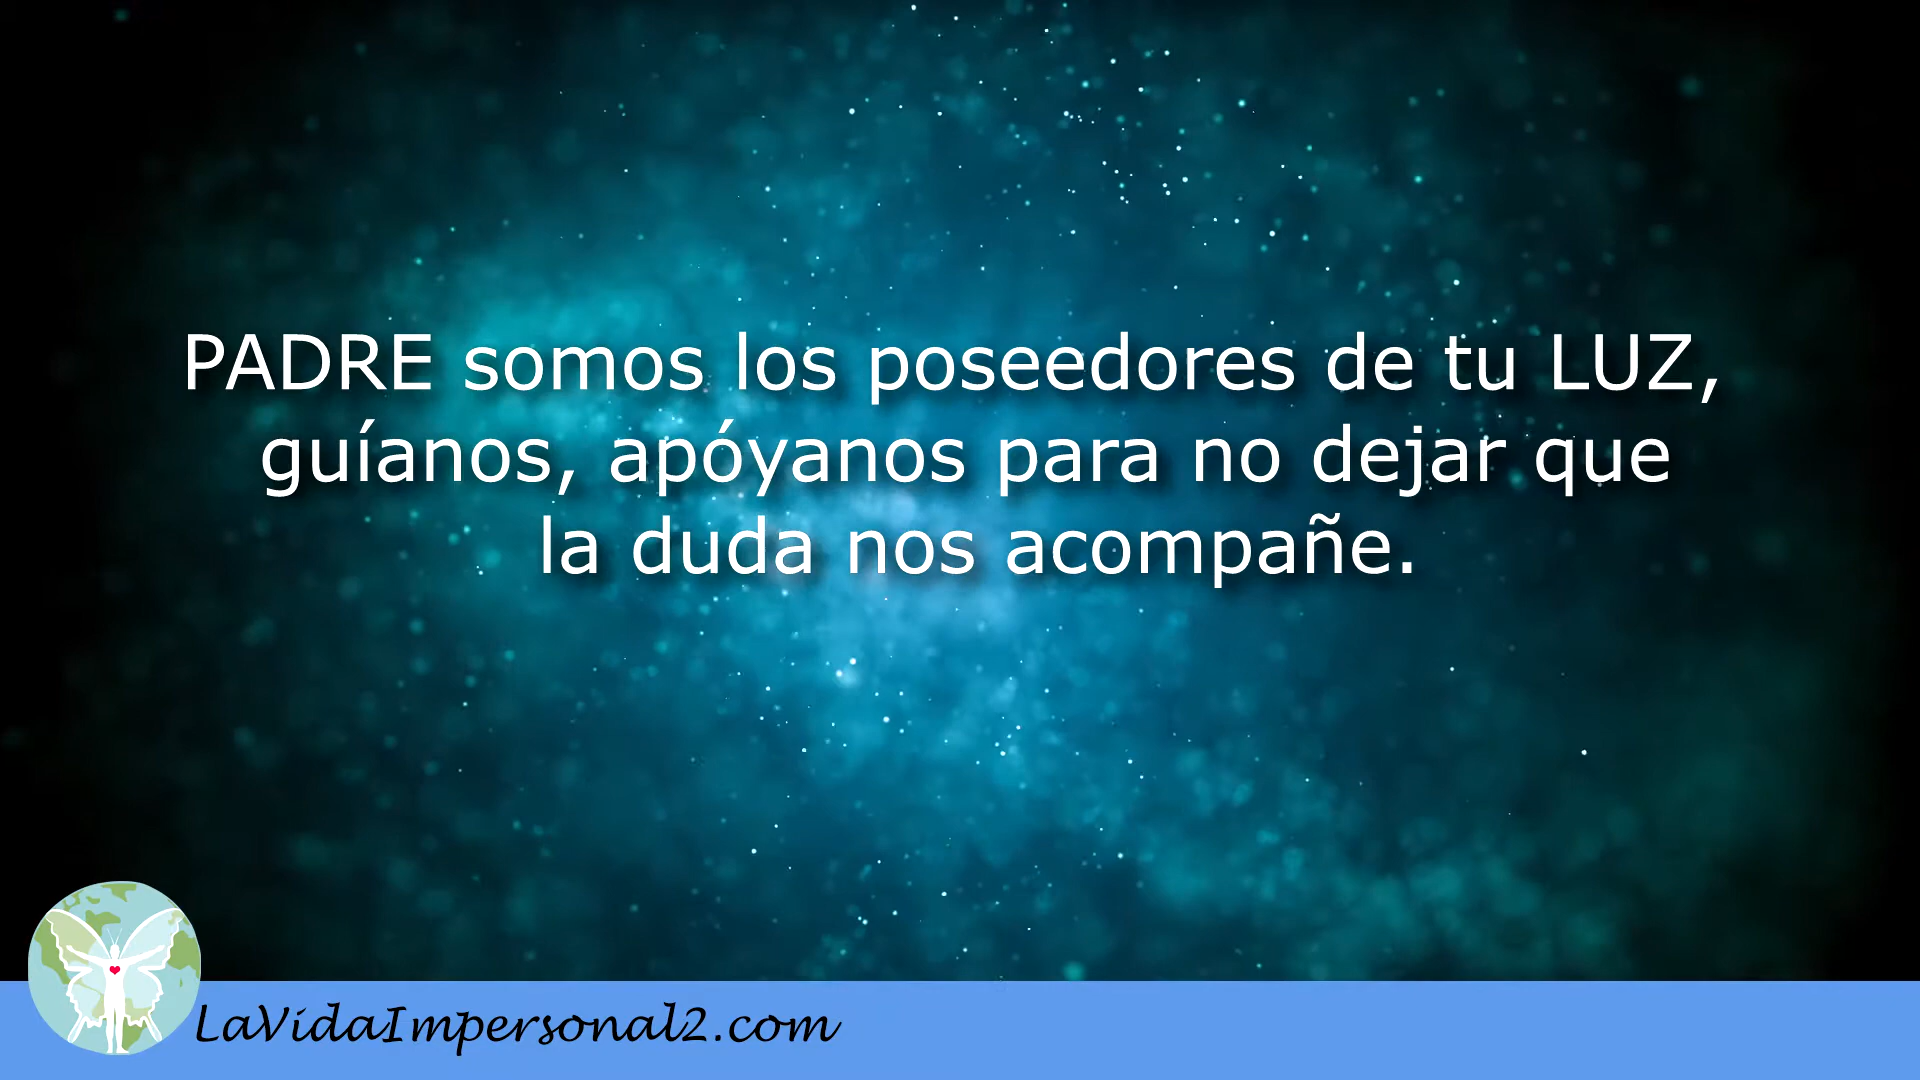 PADRE somos los poseedores de tu LUZ,
guíanos, apóyanos para no dejar que
la duda nos acompañe.
LaVidaImpersonal2.com